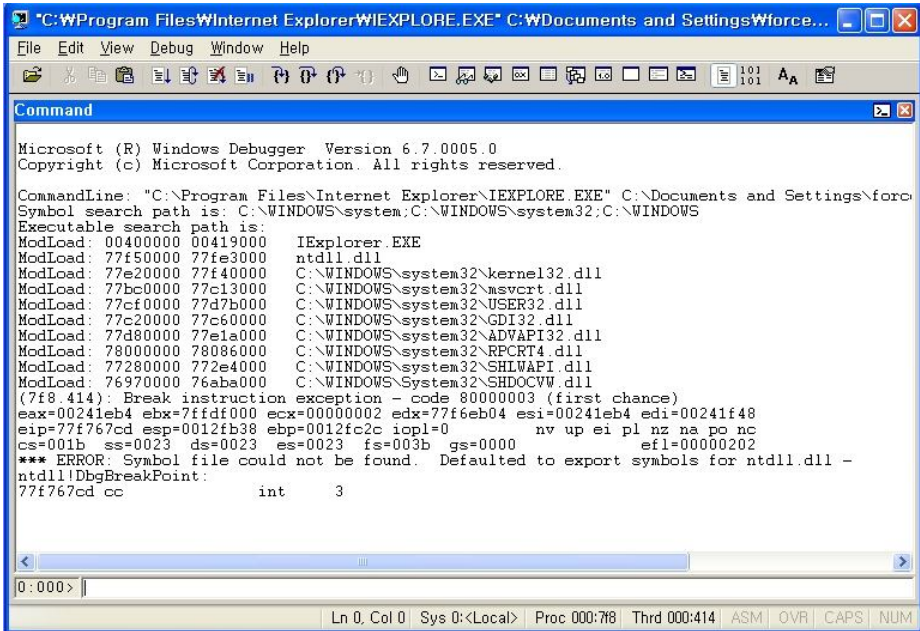 "C:₩Program Files₩Internet Explorer₩IEXPLORE.EXE" C:₩Documents and Settings₩force...
File Edit View Debug Window Help
Command
Microsoft (R) Windows Debugger  Version 6.7.0005.0
Copyright (c) Microsoft Corporation. All rights reserved.
CommandLine: "C:\Program Files\Internet Explorer\IEXPLORE.EXE" C:\Documents and Settings\forc
Symbol search path is: C:\WINDOWS\system;C:\WINDOWS\system32;C:\WINDOWS
Executable search path is:
ModLoad: 00400000 00419000   IExplorer.EXE
ModLoad: 77f50000 77fe3000   ntdll.dll
ModLoad: 77e20000 77f40000   C:\WINDOWS\system32\kernel32.dll
ModLoad: 77bc0000 77c13000   C:\WINDOWS\system32\msvcrt.dll
ModLoad: 77cf0000 77d7b000   C:\WINDOWS\system32\USER32.dll
ModLoad: 77c20000 77c60000   C:\WINDOWS\system32\GDI32.dll
ModLoad: 77d80000 77e1a000   C:\WINDOWS\system32\ADVAPI32.dll
ModLoad: 78000000 78086000   C:\WINDOWS\system32\RPCRT4.dll
ModLoad: 77280000 772e4000   C:\WINDOWS\system32\SHLWAPI.dll
ModLoad: 76970000 76aba000   C:\WINDOWS\system32\SHDOCVW.dll
(7f8.414): Break instruction exception - code 80000003 (first chance)
eax=00241eb4 ebx=7ffdf000 ecx=00000002 edx=77f6eb04 esi=00241eb4 edi=00241f48
eip=77f767cd esp=0012fb38 ebp=0012fc2c iopl=0         nv up ei pl nz na po nc
cs=001b  ss=0023  ds=0023  es=0023  fs=003b  gs=0000             efl=00000202
*** ERROR: Symbol file could not be found.  Defaulted to export symbols for ntdll.dll -
ntdll!DbgBreakPoint:
77f767cd cc              int     3
0:000>
Ln 0, Col 0 Sys 0:<Local> Proc 000:7f8 Thrd 000:414 ASM OVR CAPS NUM